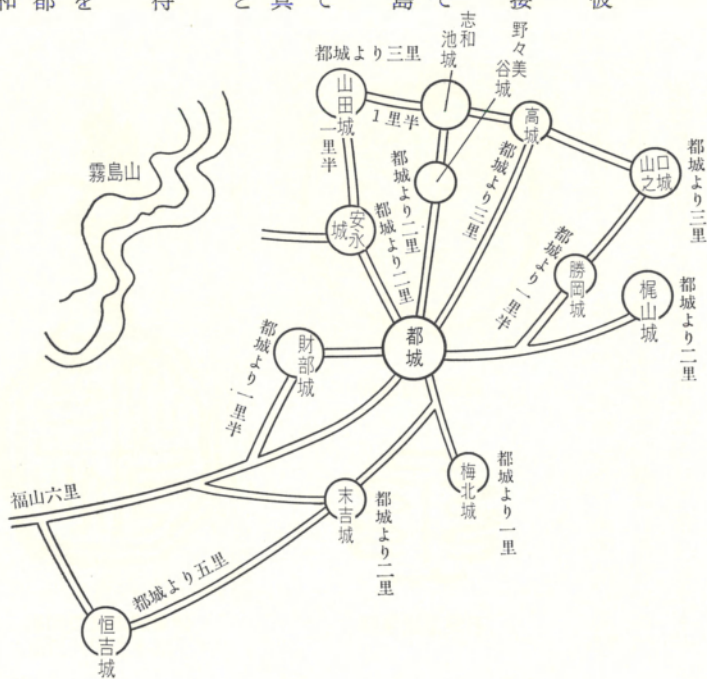 都城より三里
山田城
1里半
志和池城
野々美谷城
高城
山之口城
都城より三里
霧島山
一里半
都城より二里
都城より三里
安永城
都城より二里
都城より一里半
勝岡城
梶山城
都城より二里
都城
財部城
都城より一里半
福山六里
末吉城
都城より二里
梅北城
都城より一里
都城より五里
恒吉城